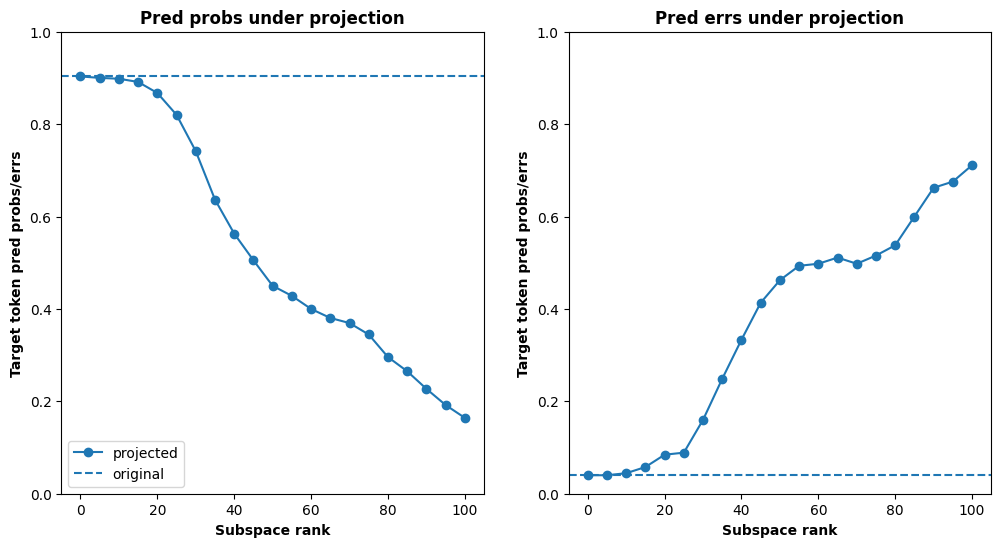 Pred probs under projection
Target token pred probs/errs
1.0
0.8
0.6
0.4
0.2
0.0
projected
original
0 20 40 60 80 100
Subspace rank
Pred errs under projection
Target token pred probs/errs
1.0
0.8
0.6
0.4
0.2
0.0
0 20 40 60 80 100
Subspace rank